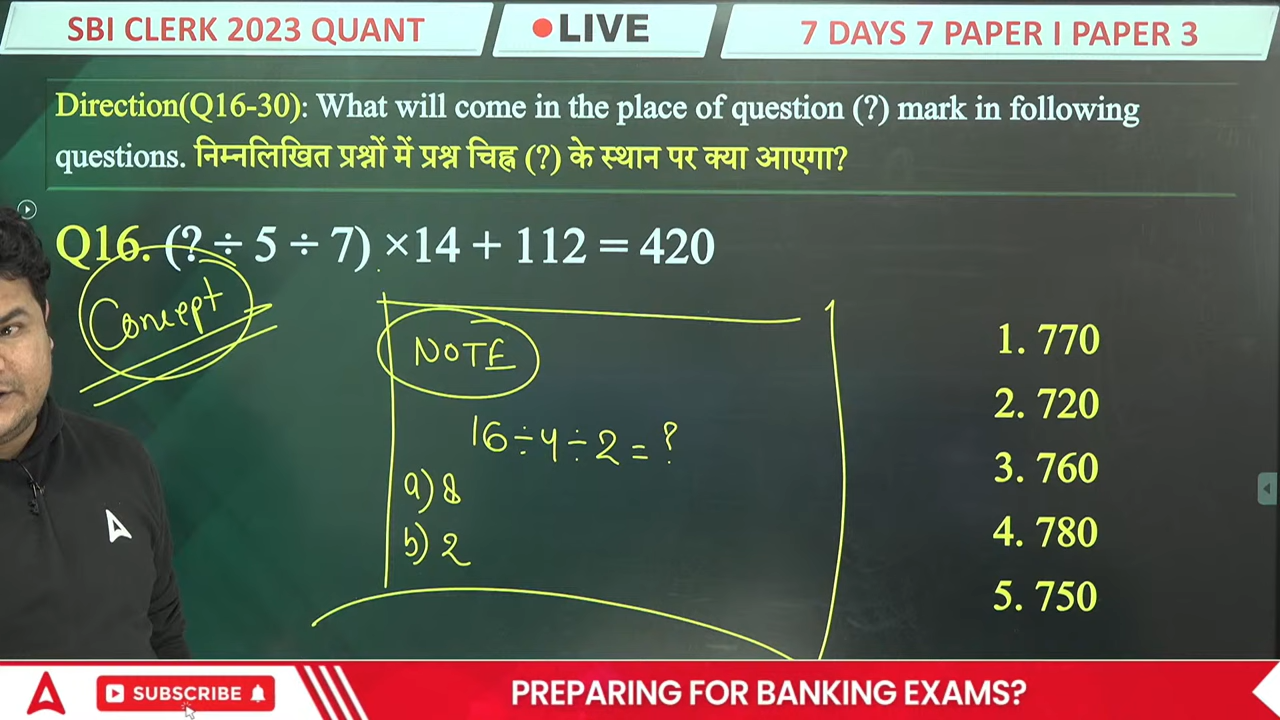 SBI CLERK 2023 QUANT
LIVE
7 DAYS 7 PAPER I PAPER 3
Direction(Q16-30): What will come in the place of question (?) mark in following
questions. निम्नलिखित प्रश्नों में प्रश्न चिह्न (?) के स्थान पर क्या आएगा?
Q16. (? ÷ 5 ÷ 7) ×14 + 112 = 420
Concept
NOTE
16÷4÷2=?
a) 8
b) 2
1. 770
2. 720
3. 760
4. 780
5. 750
SUBSCRIBE
PREPARING FOR BANKING EXAMS?